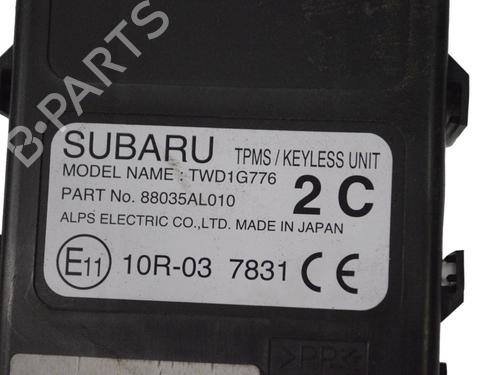 B-PARTS
SUBARU TPMS / KEYLESS UNIT
MODEL NAME : TWD1G776
PART No. 88035AL010 2 C
ALPS ELECTRIC CO.,LTD. MADE IN JAPAN
E11 10R-03 7831 CE